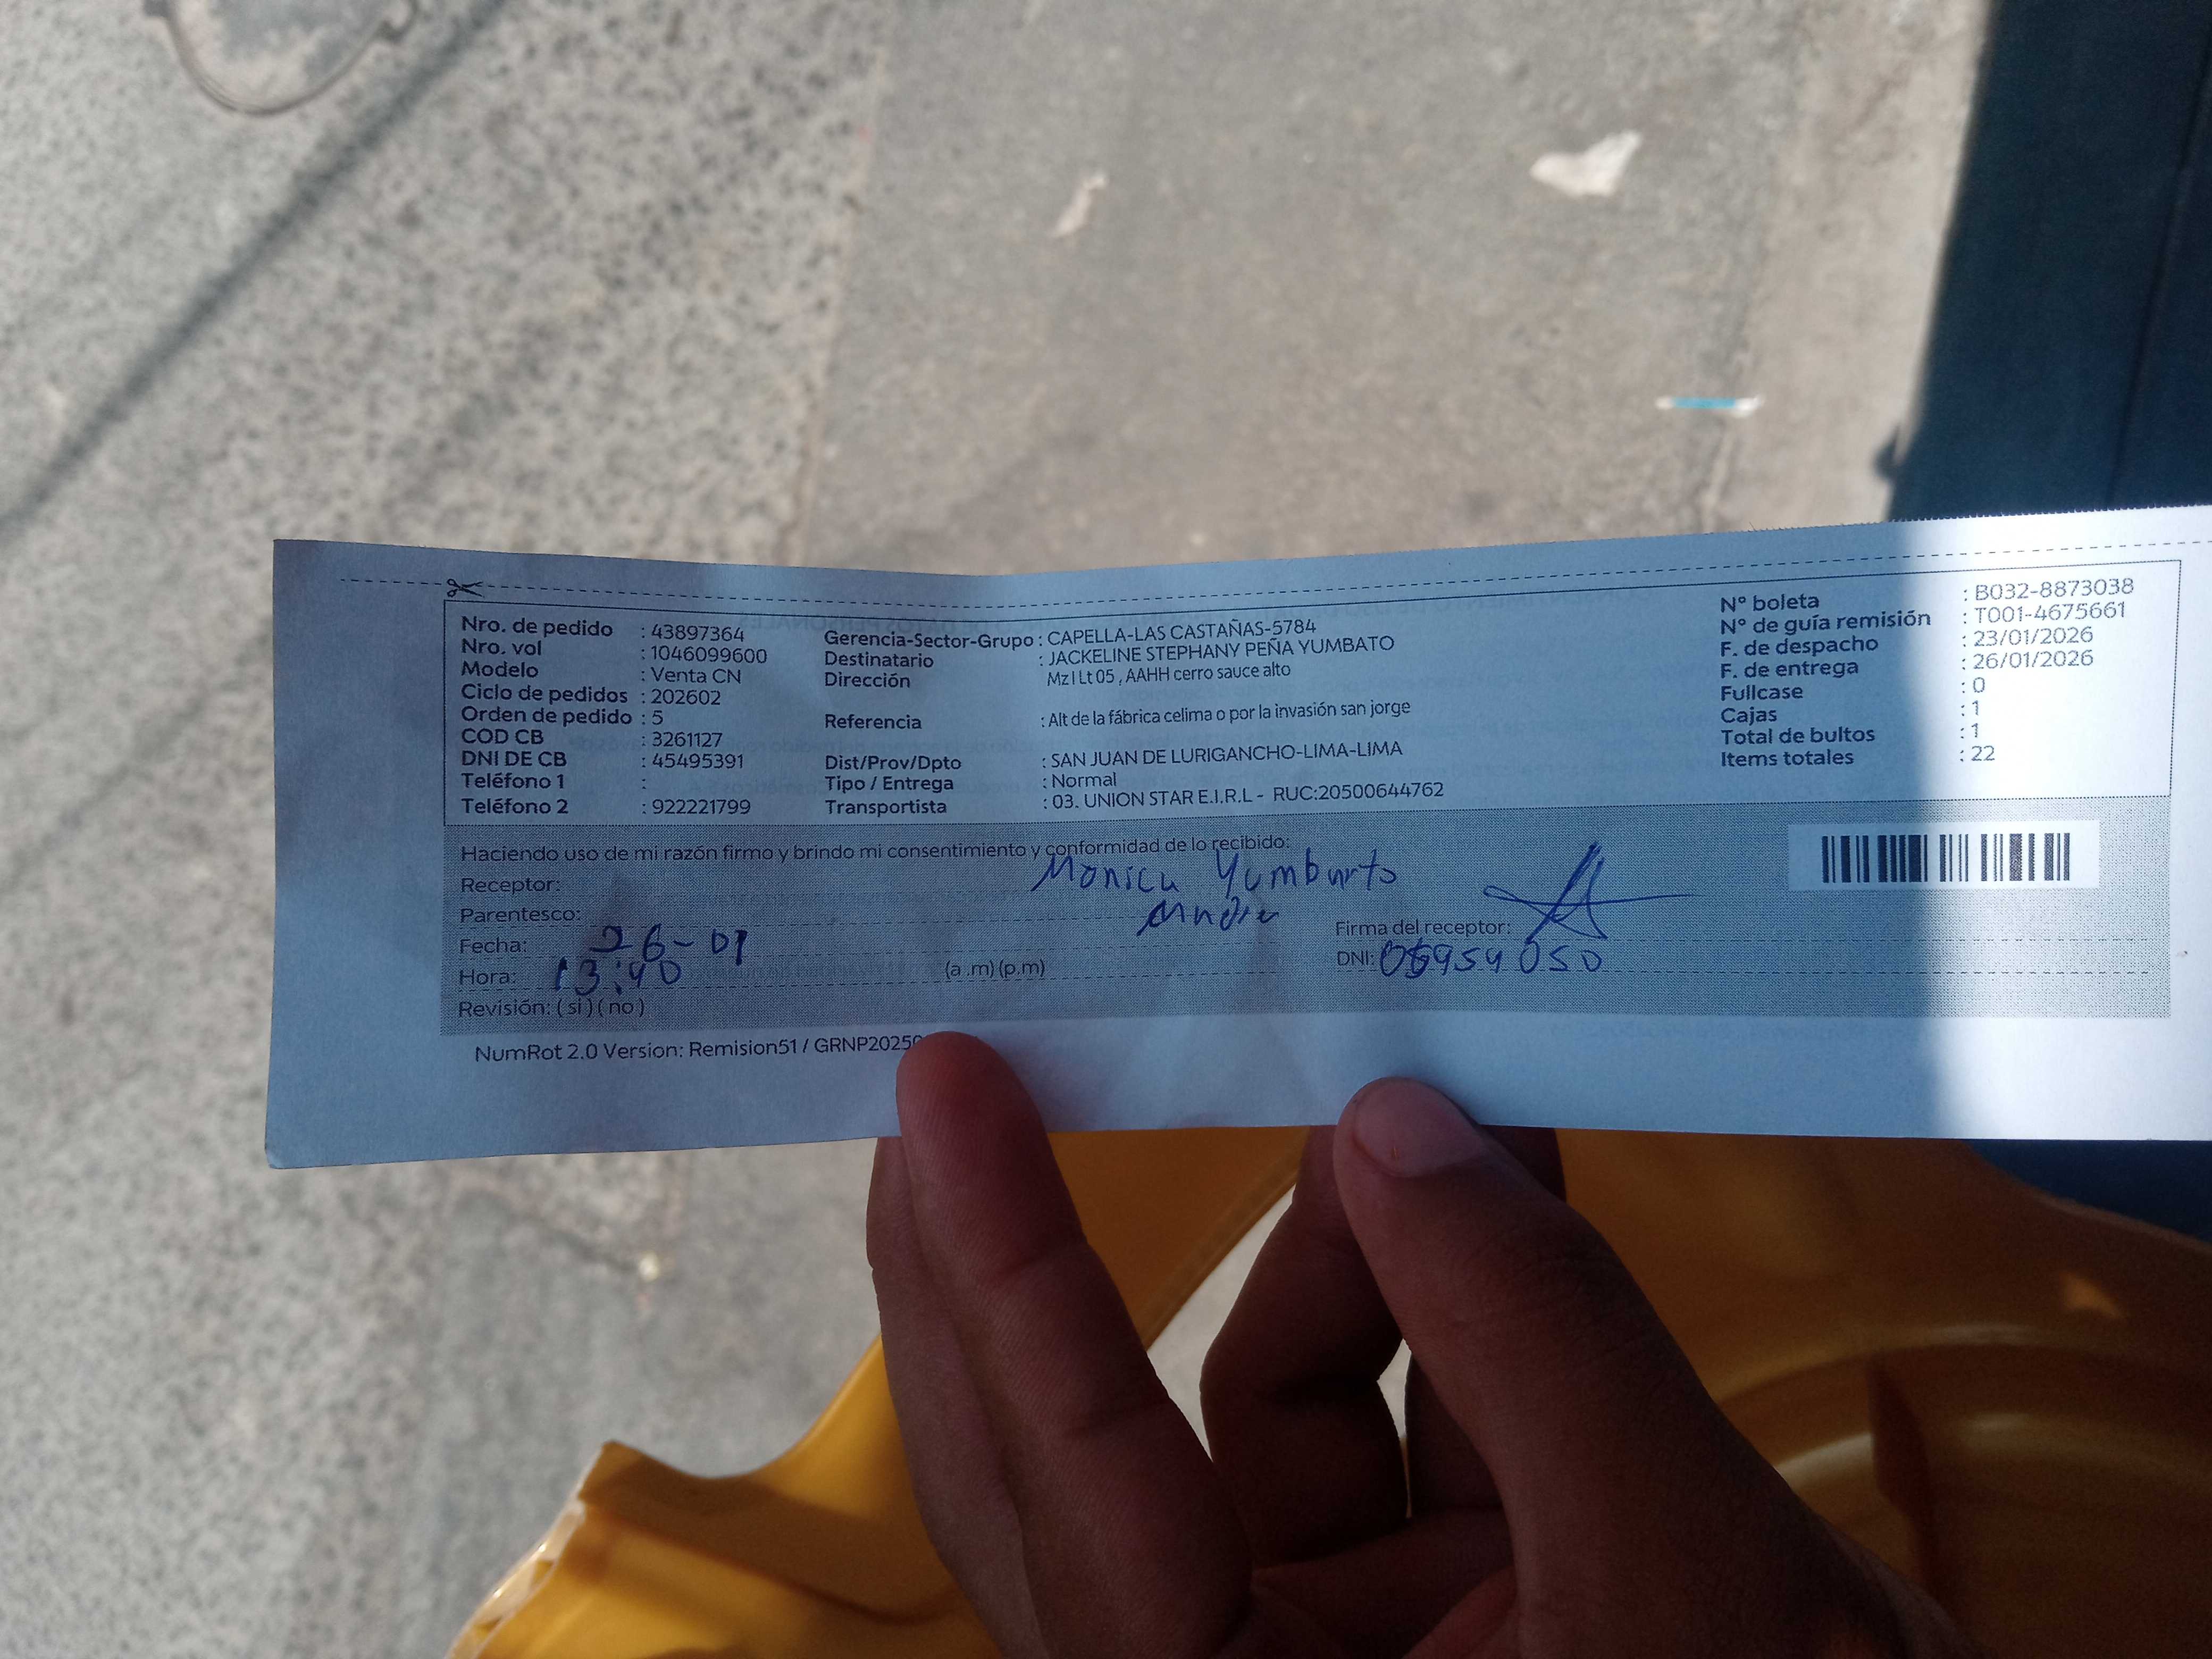 Nro. de pedido : 43897364
Nro. vol : 1046099600
Modelo : Venta CN
Ciclo de pedidos : 202602
Orden de pedido : 5
COD CB : 3261127
DNI DE CB : 45495391
Teléfono 1 :
Teléfono 2 : 922221799
Gerencia-Sector-Grupo : CAPELLA-LAS CASTAÑAS-5784
Destinatario : JACKELINE STEPHANY PEÑA YUMBATO
Dirección Mz I Lt 05 , AAHH cerro sauce alto
Referencia : Alt de la fábrica celima o por la invasión san jorge
Dist/Prov/Dpto : SAN JUAN DE LURIGANCHO-LIMA-LIMA
Tipo / Entrega : Normal
Transportista : 03. UNION STAR E.I.R.L - RUC:20500644762
N° boleta : B032-8873038
N° de guía remisión : T001-4675661
F. de despacho : 23/01/2026
F. de entrega : 26/01/2026
Fullcase : 0
Cajas : 1
Total de bultos : 1
Items totales : 22
Haciendo uso de mi razón firmo y brindo mi consentimiento y conformidad de lo recibido:
Receptor: Monica
Parentesco: Madre
Fecha: 26-01
Hora: 13:40 (a .m) (p.m)
Revisión: ( si ) ( no )
Firma del receptor:
DNI:
NumRot 2.0 Version: Remision51 / GRNP2025